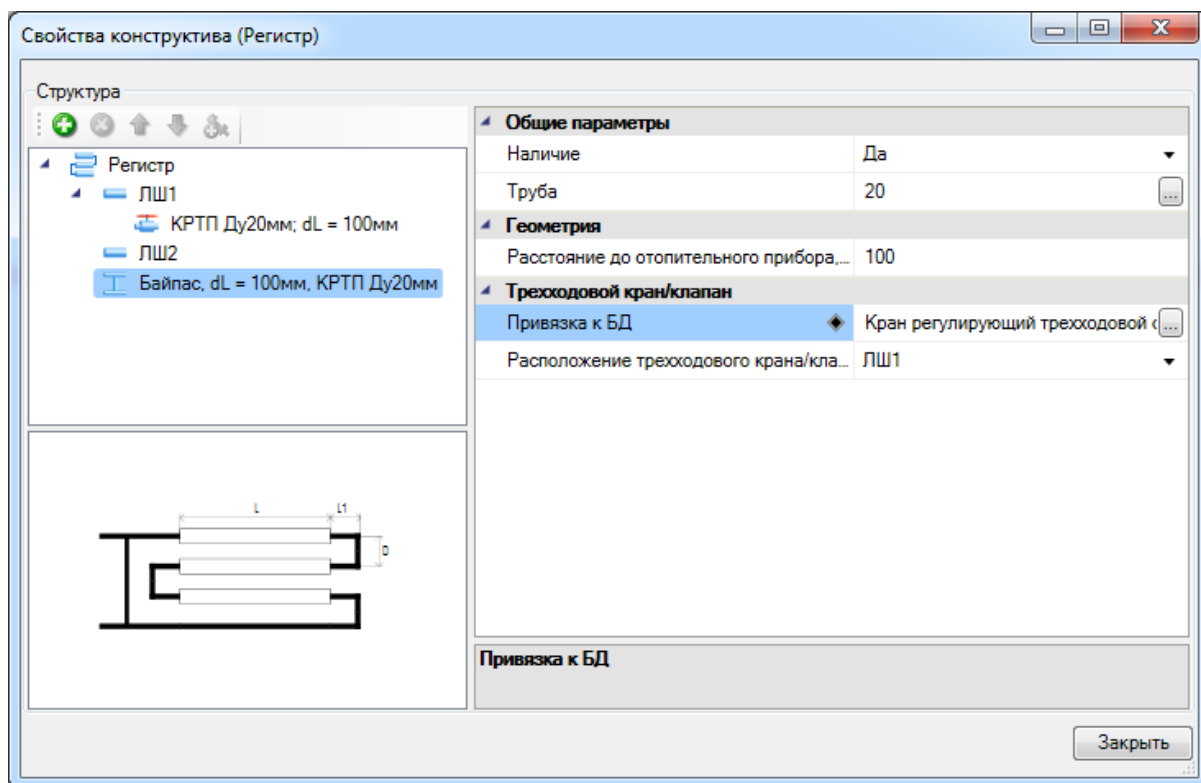 Свойства конструктива (Регистр)
Структура
Регистр
ЛШ1
КРТП Ду20мм; dL = 100мм
ЛШ2
Байпас, dL = 100мм, КРТП Ду20мм
Общие параметры
Наличие Да
Труба 20 ...
Геометрия
Расстояние до отопительного прибора,... 100
Трехходовой кран/клапан
Привязка к БД Кран регулирующий трехходовой с ...
Расположение трехходового крана/кла... ЛШ1
L L1
D
Привязка к БД
Закрыть